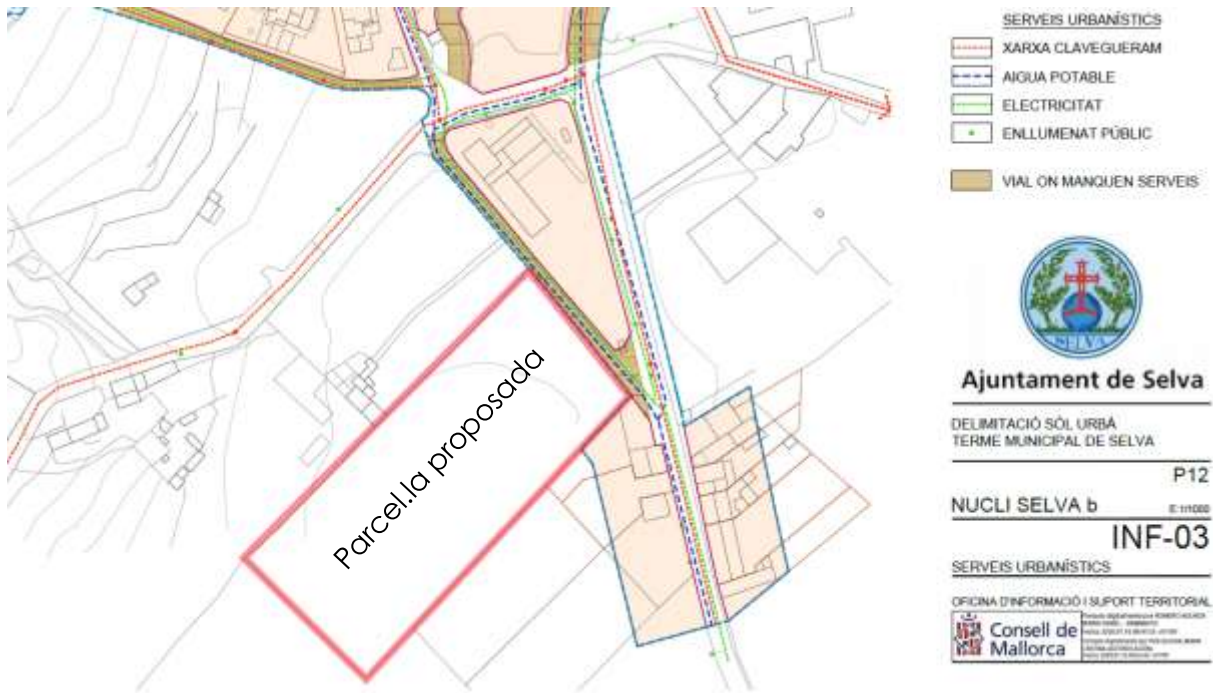 SERVEIS URBANÍSTICS
XARXA CLAVEGUERAM
AIGUA POTABLE
ELECTRICITAT
ENLLUMENAT PÚBLIC
VIAL ON MANQUEN SERVEIS
SELVA
Ajuntament de Selva
DELIMITACIÓ SÒL URBÀ
TERME MUNICIPAL DE SELVA
P12
NUCLI SELVA b
E:1/1000
INF-03
SERVEIS URBANÍSTICS
OFICINA D'INFORMACIÓ I SUPORT TERRITORIAL
Consell de
Mallorca
Parcel.la proposada